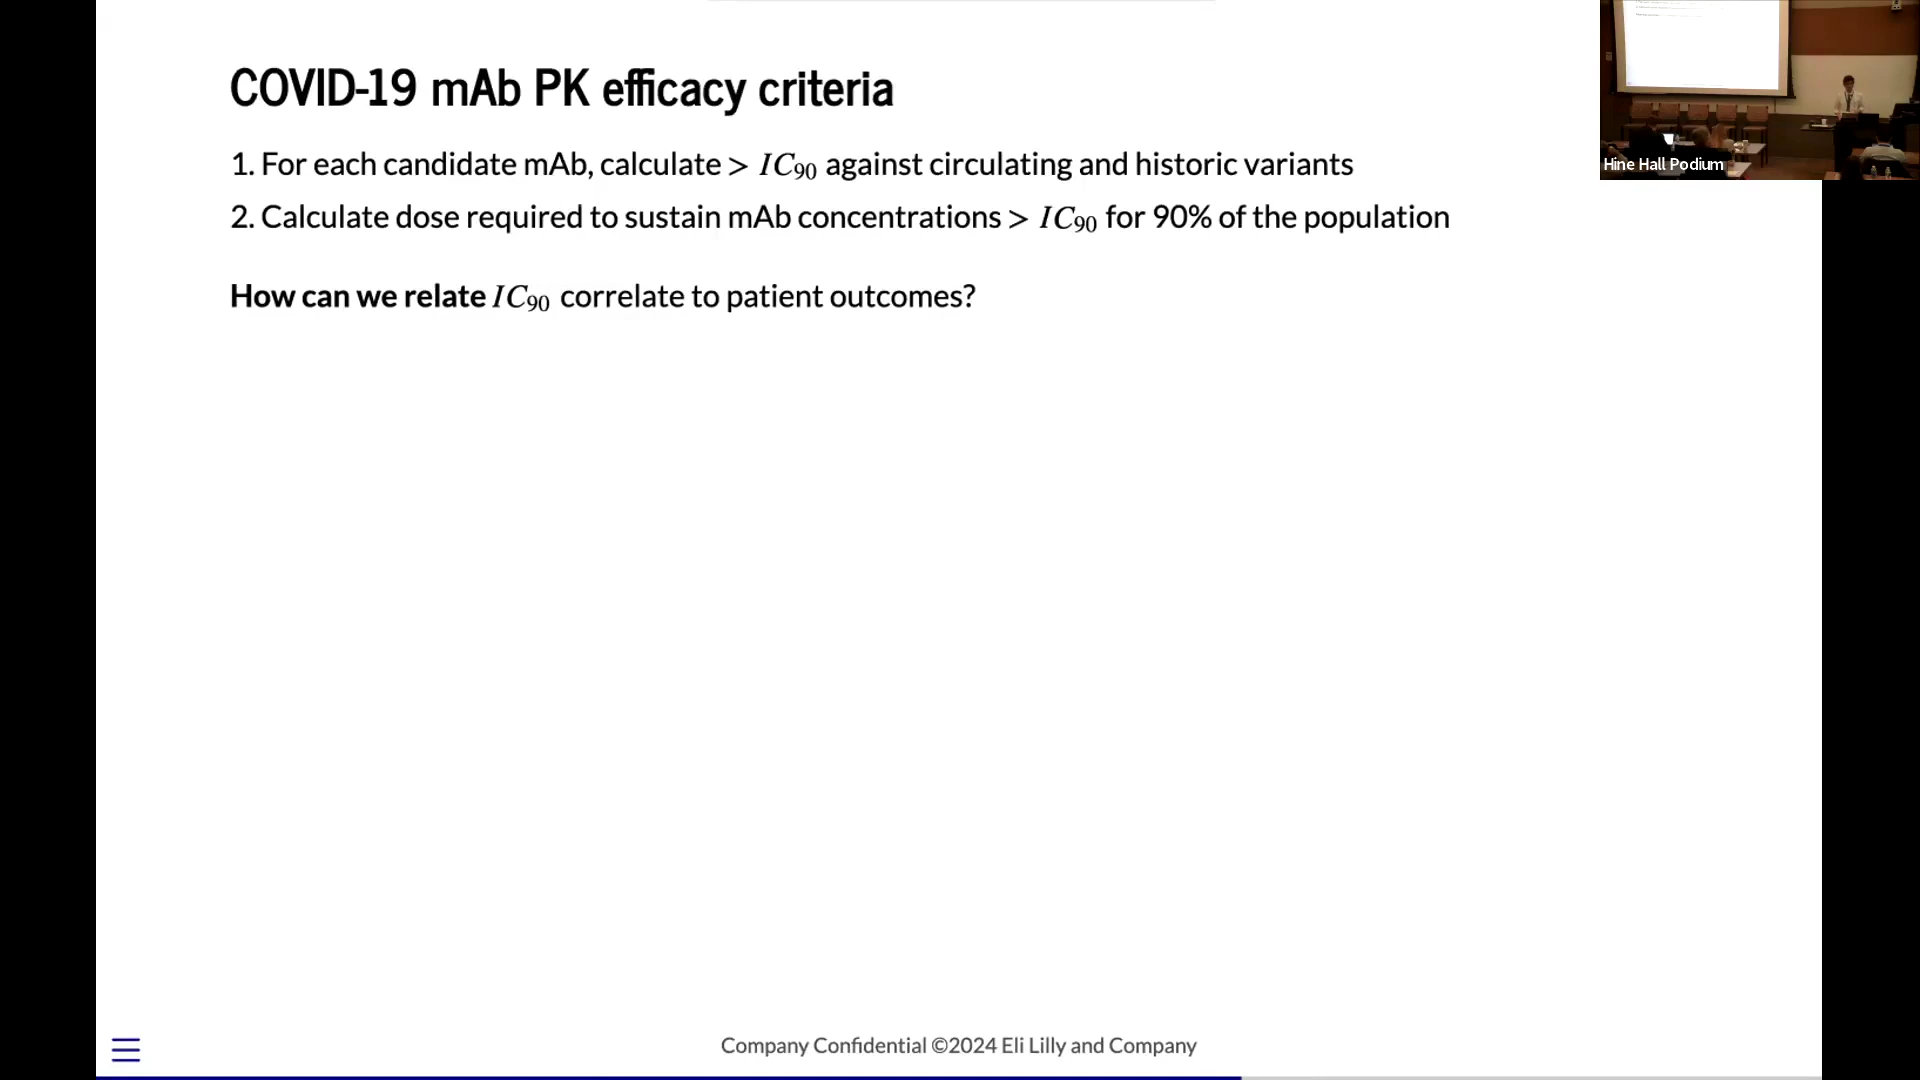 COVID-19 mAb PK efficacy criteria
1. For each candidate mAb, calculate > IC90 against circulating and historic variants
2. Calculate dose required to sustain mAb concentrations > IC90 for 90% of the population
How can we relate IC90 correlate to patient outcomes?
Hine Hall Podium
Company Confidential ©2024 Eli Lilly and Company